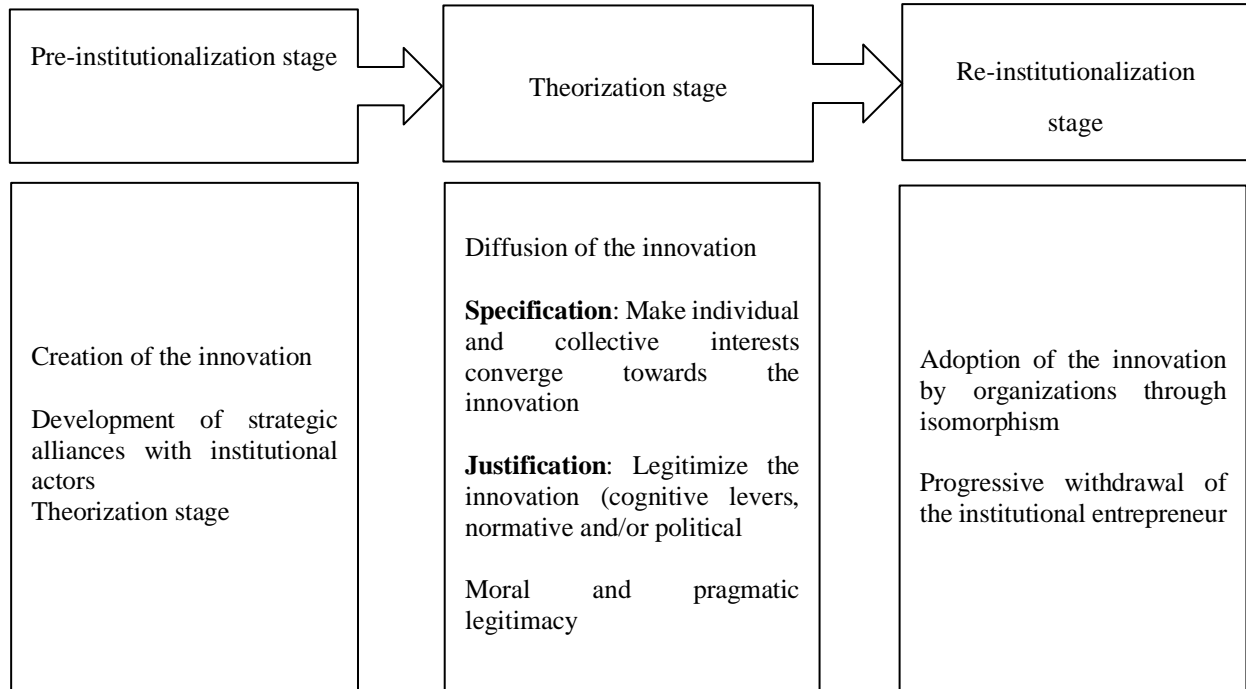 Pre-institutionalization stage
Theorization stage
Re-institutionalization
stage
Creation of the innovation
Development of strategic
alliances with institutional
actors
Theorization stage
Diffusion of the innovation
Specification: Make individual
and collective interests
converge towards the
innovation
Justification: Legitimize the
innovation (cognitive levers,
normative and/or political
Moral and pragmatic
legitimacy
Adoption of the innovation
by organizations through
isomorphism
Progressive withdrawal of
the institutional entrepreneur